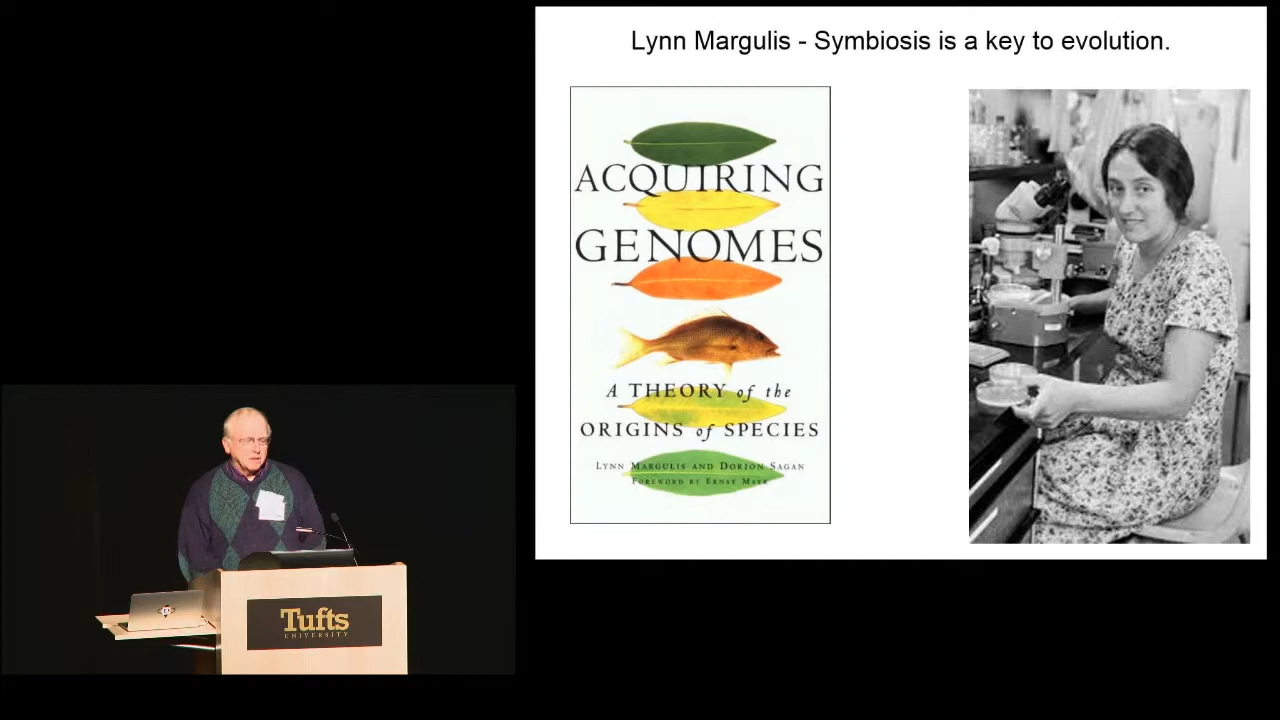 Lynn Margulis - Symbiosis is a key to evolution.
ACQUIRING
GENOMES
A THEORY of the
ORIGINS of SPECIES
LYNN MARGULIS AND DORION SAGAN
FOREWORD BY ERNST MAYR
Tufts
UNIVERSITY